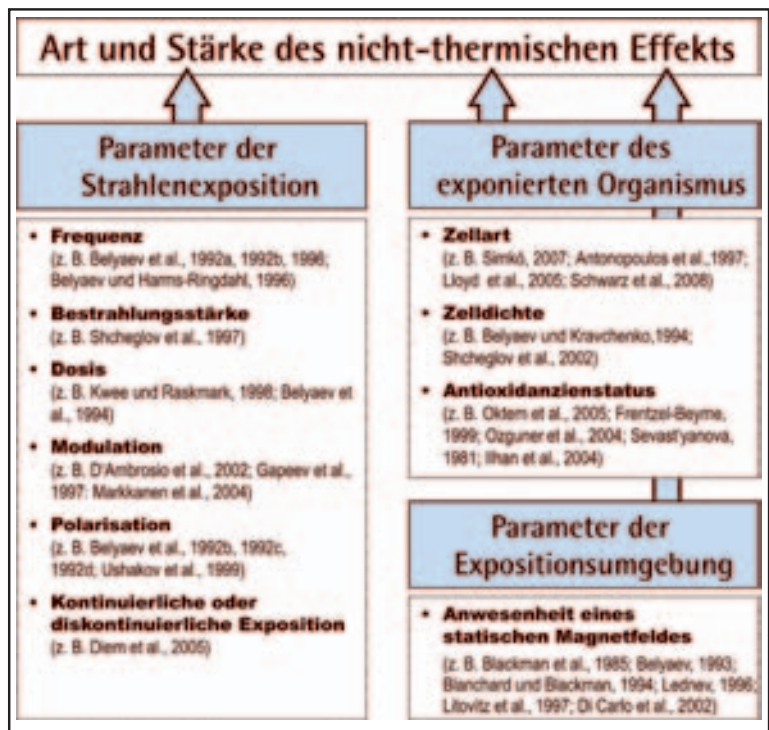 Art und Stärke des nicht-thermischen Effekts
Parameter der
Strahlenexposition
• Frequenz
(z. B. Belyaev et al., 1992a, 1992b, 1996;
Belyaev und Harms-Ringdahl, 1996)
• Bestrahlungsstärke
(z. B. Shcheglov et al., 1997)
• Dosis
(z. B. Kwee und Raskmark, 1998; Belyaev et
al., 1994)
• Modulation
(z. B. D'Ambrosio et al., 2002; Gapeev et al.,
1997; Markkanen et al., 2004)
• Polarisation
(z. B. Belyaev et al., 1992b, 1992c,
1992d, Ushakov et al., 1999)
• Kontinuierliche oder
diskontinuierliche Exposition
(z. B. Diem et al., 2005)
Parameter des
exponierten Organismus
• Zellart
(z. B. Simkó, 2007; Antonopoulos et al.,1997;
Lloyd et al., 2005; Schwarz et al., 2008)
• Zelldichte
(z. B. Belyaev und Kravchenko,1994;
Shcheglov et al., 2002)
• Antioxidanzienstatus
(z. B. Oktem et al., 2005; Frentzel-Beyme,
1999; Ozguner et al., 2004; Sevast'yanova,
1981; Ilhan et al., 2004)
Parameter der
Expositionsumgebung
• Anwesenheit eines
statischen Magnetfeldes
(z. B. Blackman et al., 1985; Belyaev, 1993;
Blanchard und Blackman, 1994; Lednev, 1996;
Litovitz et al., 1997; Di Carlo et al., 2002)